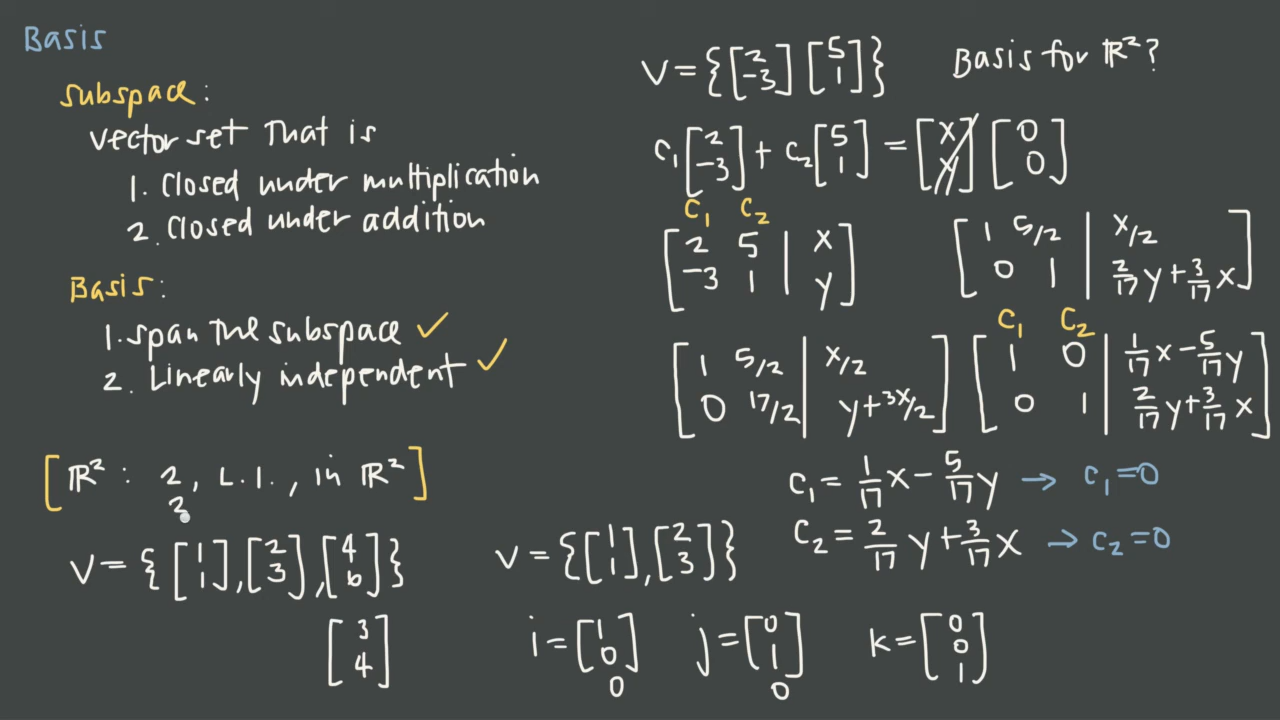 Basis
subspace:
vector set that is
1. closed under multiplication
2. closed under addition
Basis:
1. span the subspace ✓
2. Linearly independent ✓
[ℝ² : 2, L.I., in ℝ²]
3
V = {[1 1], [2 3], [4 6]}
[3 4]
V = {[2 -3] [5 1]} Basis for ℝ²?
c₁[2 -3] + c₂[5 1] = [x y] [0 0]
c₁ c₂
[2 5 | x]
[-3 1 | y]
[1 5/2 | x/2]
[0 1 | 2/17 y + 3/17 x]
[1 5/2 | x/2]
[0 17/2 | y + 3x/2]
c₁ c₂
[1 0 | 1/17 x - 5/17 y]
[0 1 | 2/17 y + 3/17 x]
c₁ = 1/17 x - 5/17 y → c₁ = 0
c₂ = 2/17 y + 3/17 x → c₂ = 0
V = {[1 1], [2 3]}
i = [1 0 0] j = [0 1 0] k = [0 0 1]